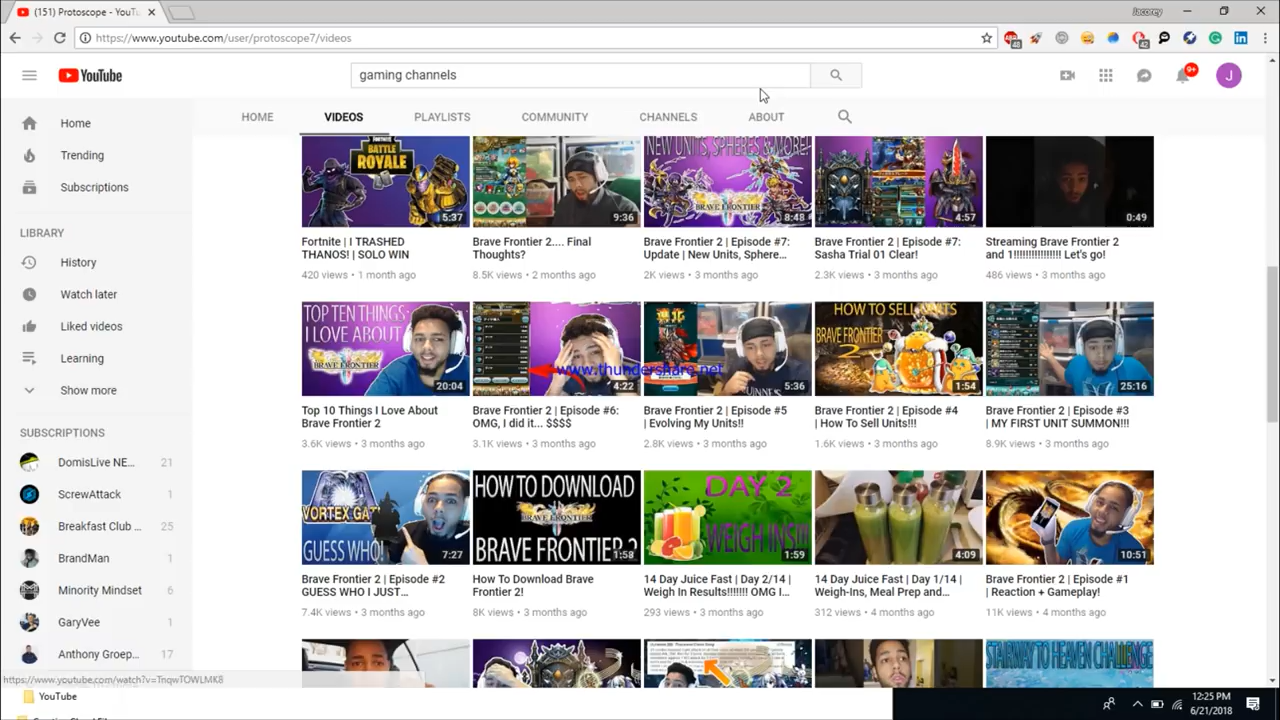 (151) Protoscope - YouTu
Jacorey
https://www.youtube.com/user/protoscope7/videos
48
42
YouTube
gaming channels
9+
J
HOME VIDEOS PLAYLISTS COMMUNITY CHANNELS ABOUT
Home
Trending
Subscriptions
LIBRARY
History
Watch later
Liked videos
Learning
Show more
SUBSCRIPTIONS
DomisLive NE... 21
ScrewAttack 1
Breakfast Club ... 25
BrandMan 1
Minority Mindset 6
GaryVee 1
Anthony Groep... 17
FORTNITE
BATTLE
ROYALE
5:37
Fortnite | I TRASHED
THANOS! | SOLO WIN
420 views • 1 month ago
9:36
Brave Frontier 2.... Final
Thoughts?
8.5K views • 2 months ago
NEW UNITS, SPHERES & MORE!
BRAVE FRONTIER
8:48
Brave Frontier 2 | Episode #7:
Update | New Units, Sphere...
2K views • 3 months ago
4:57
Brave Frontier 2 | Episode #7:
Sasha Trial 01 Clear!
2.3K views • 3 months ago
0:49
Streaming Brave Frontier 2
and 1!!!!!!!!!!!!!!!! Let's go!
486 views • 3 months ago
TOP TEN THINGS
I LOVE ABOUT
BRAVE FRONTIER
20:04
Top 10 Things I Love About
Brave Frontier 2
3.6K views • 3 months ago
www.thundershare.net
4:22
Brave Frontier 2 | Episode #6:
OMG, I did it... $$$$
3.1K views • 3 months ago
5:36
Brave Frontier 2 | Episode #5
| Evolving My Units!!
2.8K views • 3 months ago
HOW TO SELL UNITS
BRAVE FRONTIER
2
1:54
Brave Frontier 2 | Episode #4
| How To Sell Units!!!
1.6K views • 3 months ago
25:16
Brave Frontier 2 | Episode #3
| MY FIRST UNIT SUMMON!!!
8.9K views • 3 months ago
VORTEX GATE
GUESS WHO!
7:27
Brave Frontier 2 | Episode #2
GUESS WHO I JUST...
7.4K views • 3 months ago
HOW TO DOWNLOAD
BRAVE FRONTIER
BRAVE FRONTIER 2
1:58
How To Download Brave
Frontier 2!
8K views • 3 months ago
DAY 2
WEIGH INS!!!
1:59
14 Day Juice Fast | Day 2/14 |
Weigh In Results!!!!!!! OMG I...
293 views • 3 months ago
4:09
14 Day Juice Fast | Day 1/14 |
Weigh-Ins, Meal Prep and...
312 views • 4 months ago
10:51
Brave Frontier 2 | Episode #1
| Reaction + Gameplay!
11K views • 4 months ago
STAIRWAY TO HEAVEN CHALLENGE
https://www.youtube.com/watch?v=TnqwTOWLMK8
YouTube
12:25 PM
6/21/2018